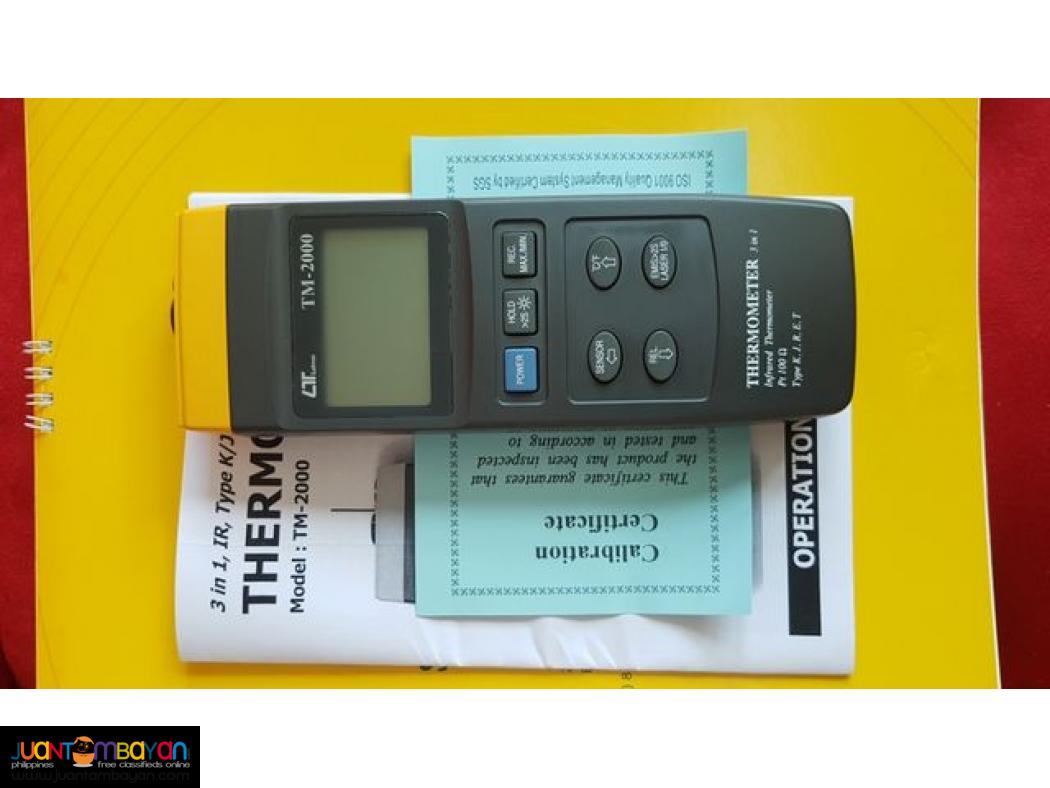 TM-2000
Lutron
POWER
HOLD
>2S
REC.
MAX./MIN.
SENSOR
°C/°F
REL.
EMIS>2S
LASER I/0
THERMOMETER 3 in 1
Infrared Thermometer
Pt 100 Ω
Type K, J, R, E, T
ISO 9001 Quality Management System Certified by SGS
Calibration
Certificate
This certificate guarantees that
the product has been inspected
and tested in according to
3 in 1, IR, Type K/J
THERMO
Model : TM-2000
OPERATION
JUANTAMBAYAN
philippines free classifieds online
www.juantambayan.com